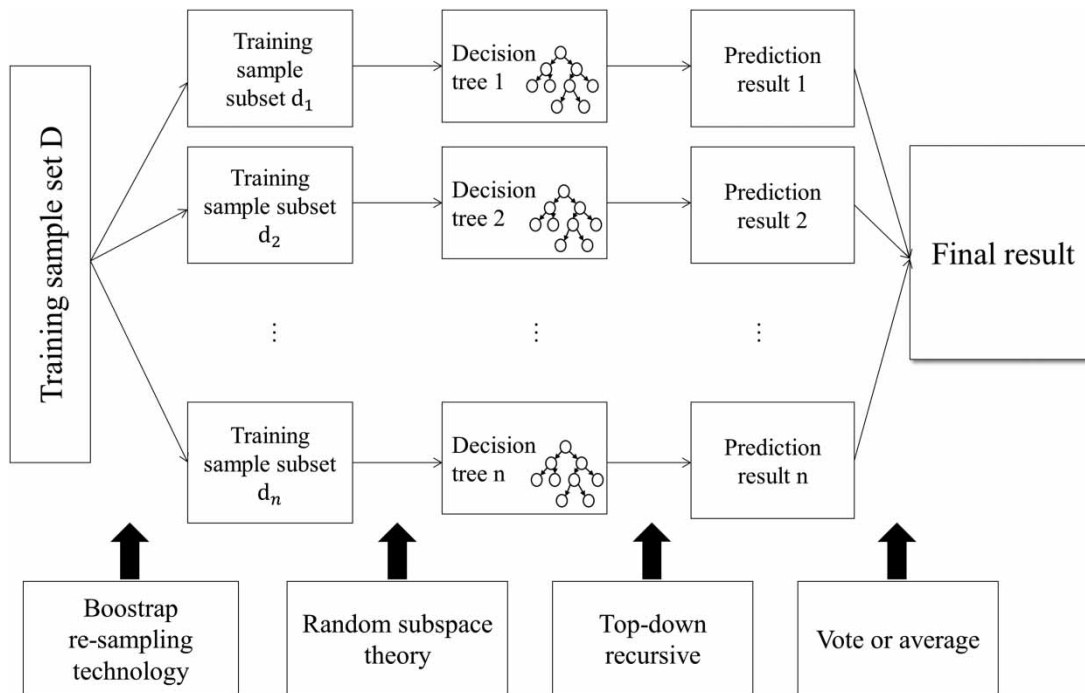 Training sample set D
Training
sample
subset d₁
Decision
tree 1
Prediction
result 1
Training
sample subset
d₂
Decision
tree 2
Prediction
result 2
Final result
⋮
⋮
⋮
Training
sample subset
dₙ
Decision
tree n
Prediction
result n
Boostrap
re-sampling
technology
Random subspace
theory
Top-down
recursive
Vote or average